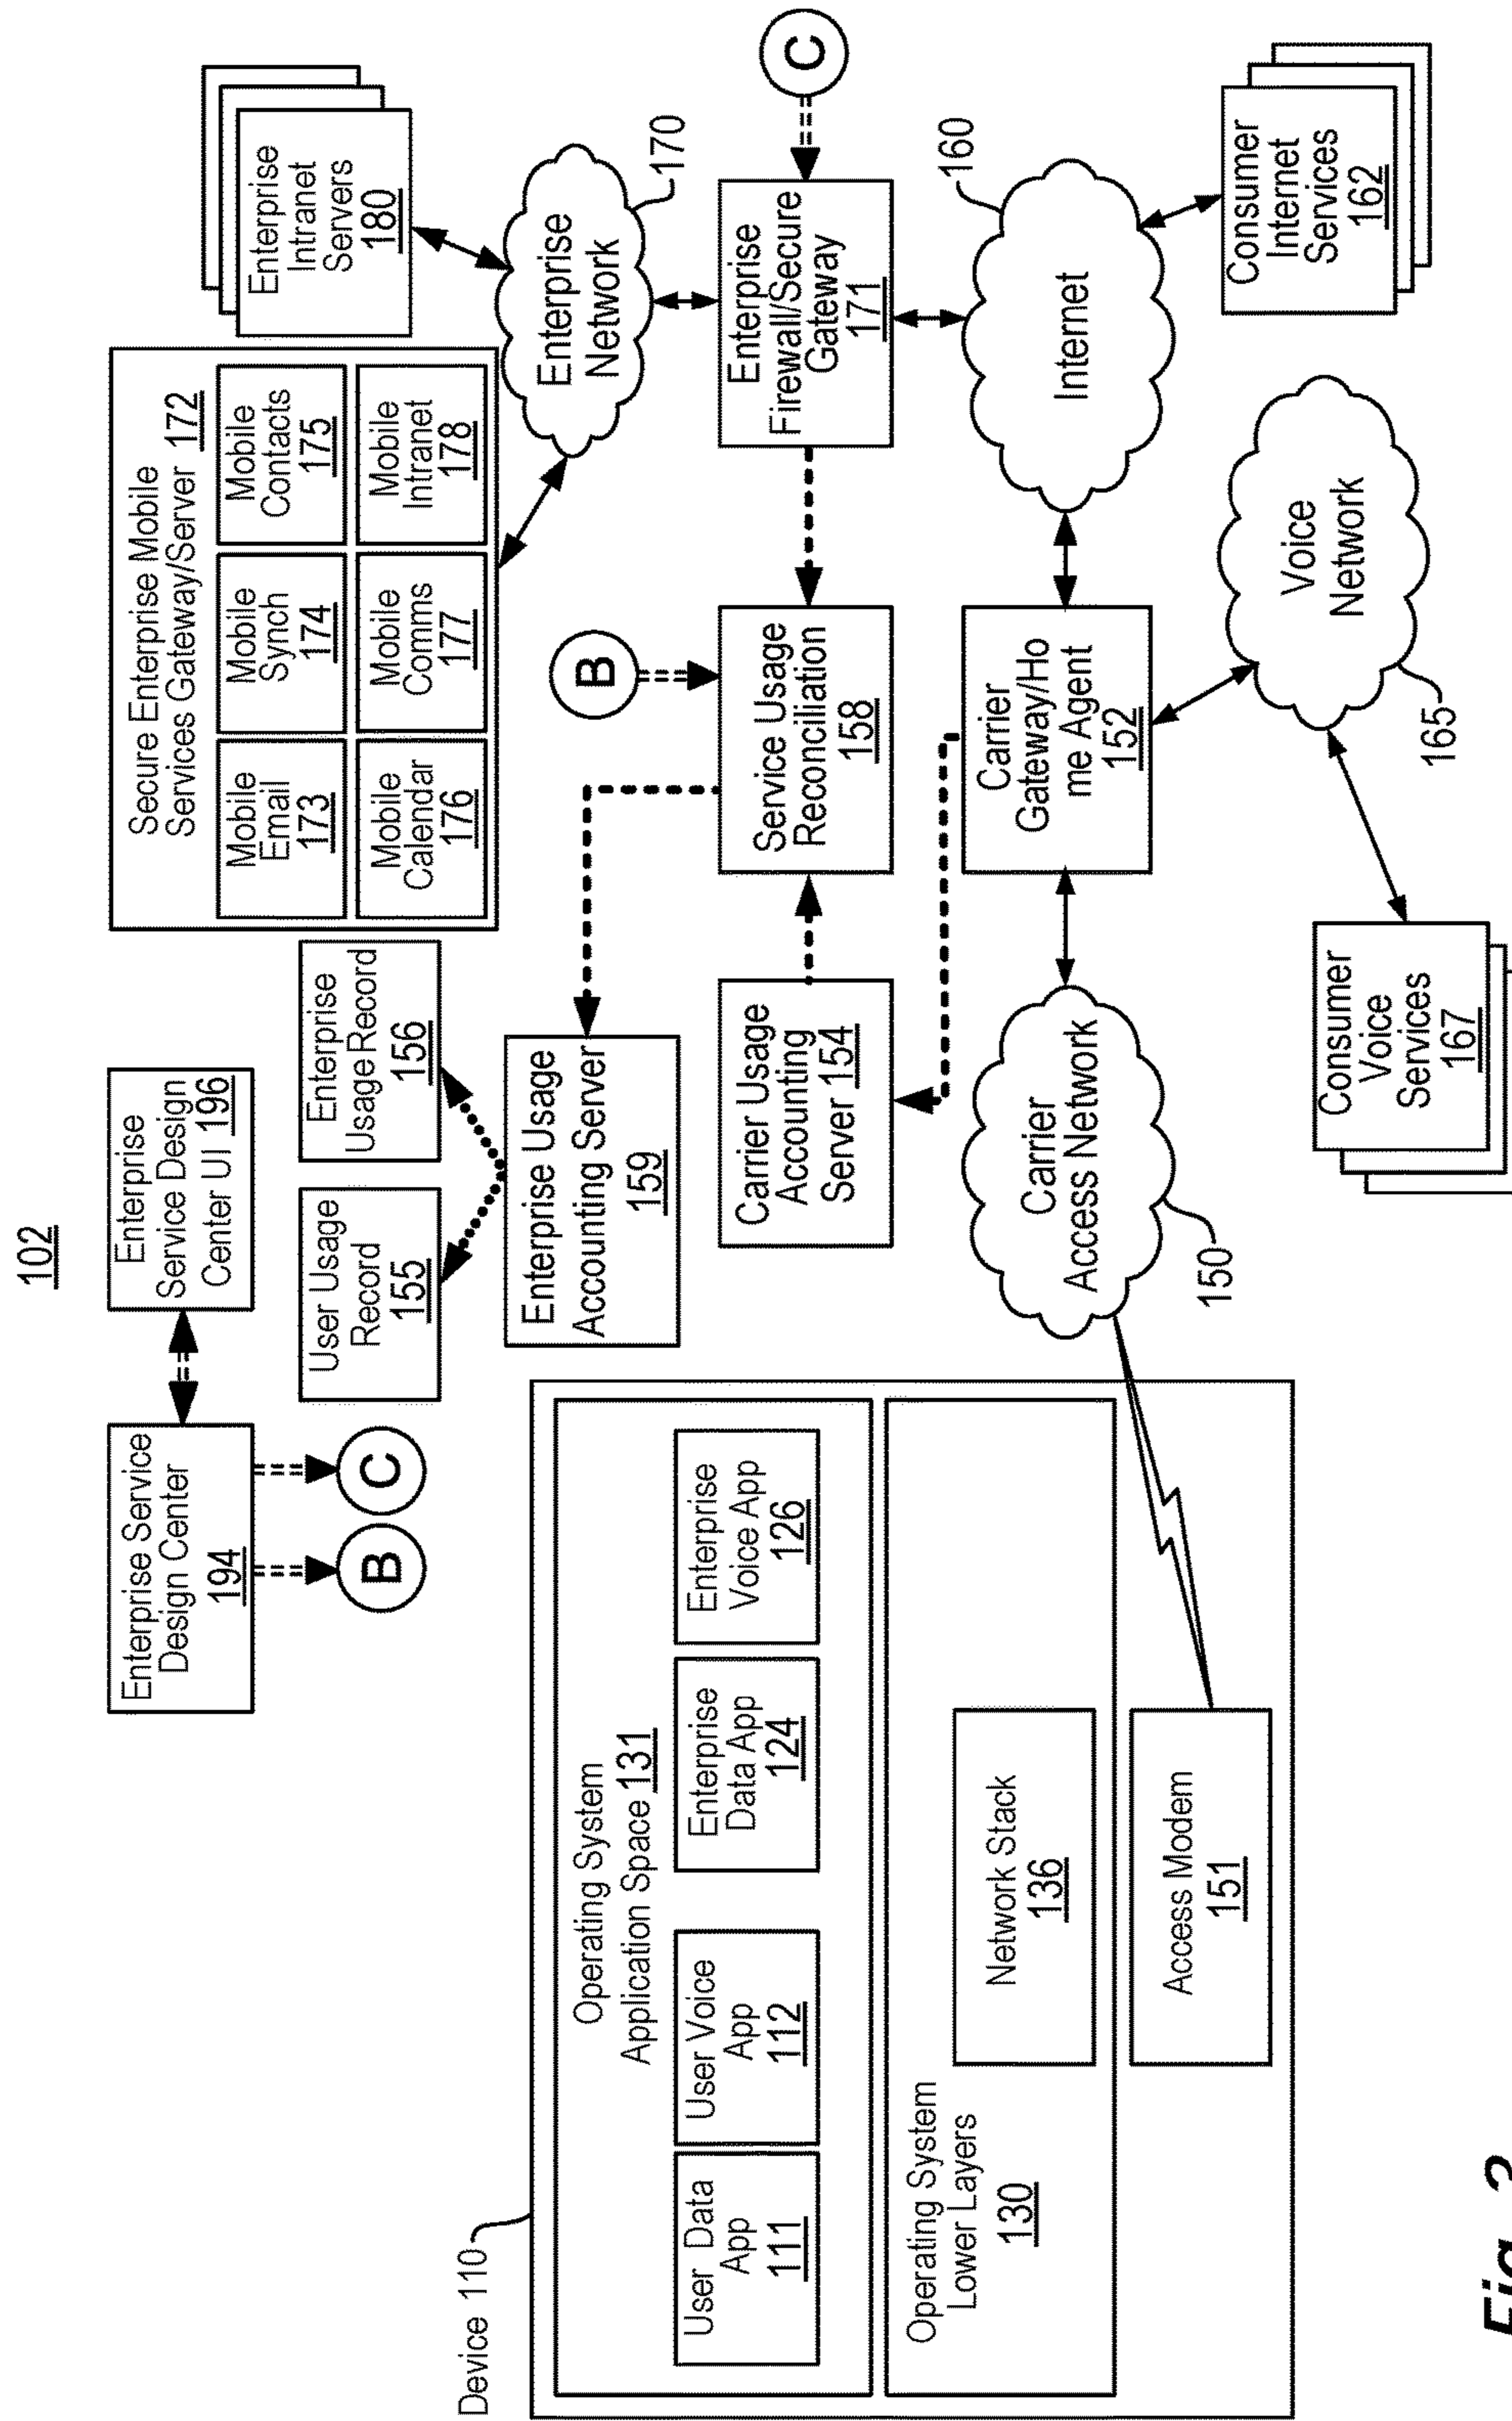 102
Enterprise Service
Design Center
194
Enterprise
Service Design
Center UI 196
B
C
User Usage
Record
155
Enterprise
Usage Record
156
Secure Enterprise Mobile
Services Gateway/Server 172
Mobile
Email
173
Mobile
Synch
174
Mobile
Contacts
175
Mobile
Calendar
176
Mobile
Comms
177
Mobile
Intranet
178
Enterprise
Intranet
Servers
180
Enterprise
Network
170
Enterprise Usage
Accounting Server
159
B
C
Carrier Usage
Accounting
Server 154
Service Usage
Reconciliation
158
Enterprise
Firewall/Secure
Gateway
171
Device 110
Operating System
Application Space 131
User Data
App
111
User Voice
App
112
Enterprise
Data App
124
Enterprise
Voice App
126
Operating System
Lower Layers
130
Network Stack
136
Access Modem
151
Carrier
Access Network
150
Carrier
Gateway/Ho
me Agent
152
Internet
160
Voice
Network
165
Consumer
Voice
Services
167
Consumer
Internet
Services
162
Fig.